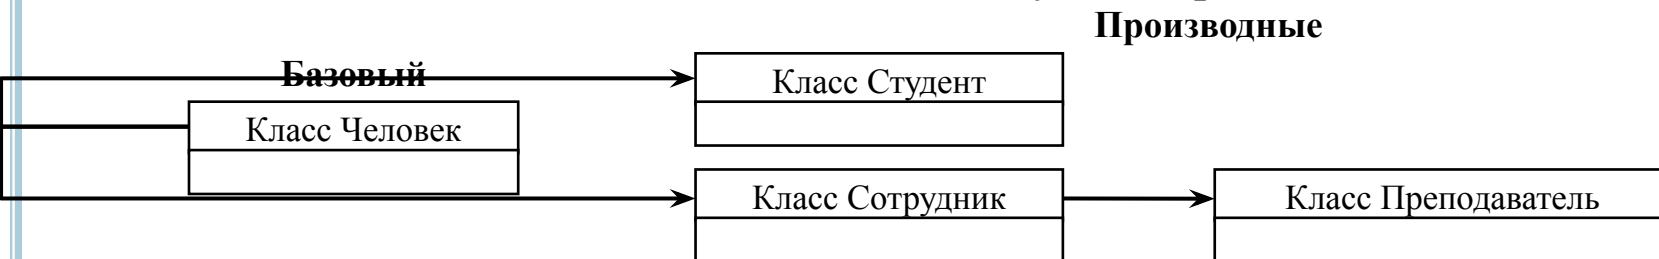 Производные
Базовый
Класс Студент
Класс Человек
Класс Сотрудник
Класс Преподаватель